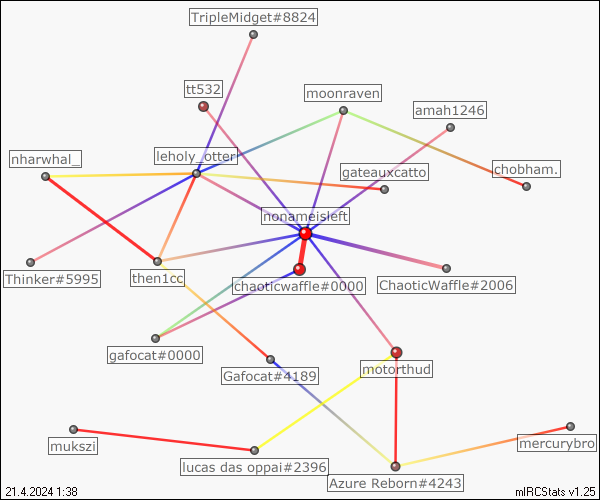 TripleMidget#8824
tt532
moonraven
amah1246
nharwhal_
leholy_otter
gateauxcatto
chobham.
nonameisleft
Thinker#5995
then1cc
chaoticwaffle#0000
ChaoticWaffle#2006
gafocat#0000
Gafocat#4189
motorthud
mukszi
lucas das oppai#2396
mercurybro
Azure Reborn#4243
21.4.2024 1:38
mIRCStats v1.25